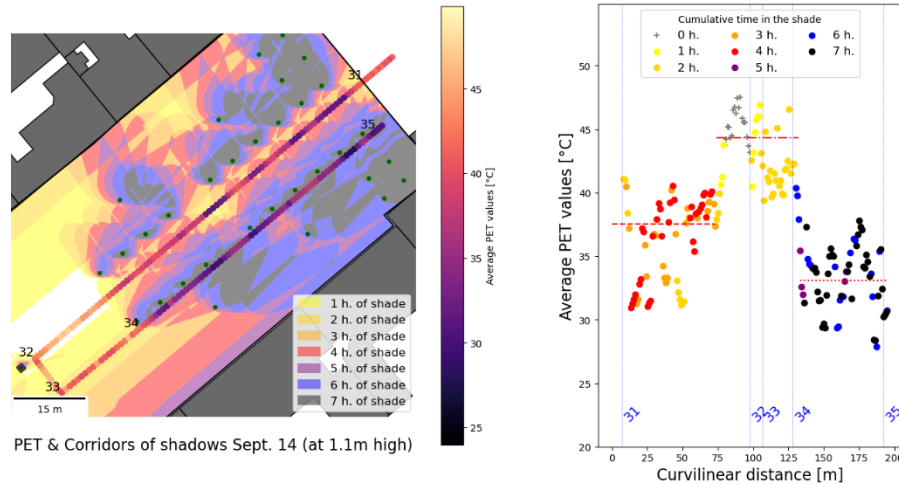 31
35
34
32
33
15 m
1 h. of shade
2 h. of shade
3 h. of shade
4 h. of shade
5 h. of shade
6 h. of shade
7 h. of shade
PET & Corridors of shadows Sept. 14 (at 1.1m high)
45
40
35
30
25
Average PET values [°C]
Cumulative time in the shade
0 h.
1 h.
2 h.
3 h.
4 h.
5 h.
6 h.
7 h.
Average PET values [°C]
50
45
40
35
30
25
20
31
32
33
34
35
0
25
50
75
100
125
150
175
200
Curvilinear distance [m]